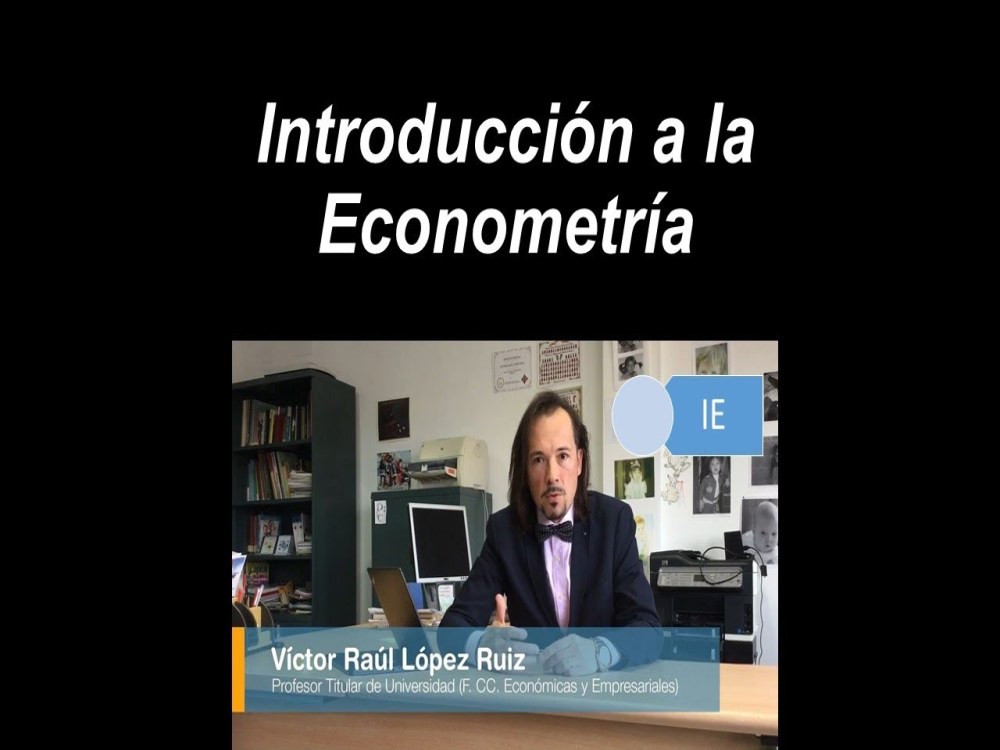 Introducción a la
Econometría
IE
Víctor Raúl López Ruiz
Profesor Titular de Universidad (F. CC. Económicas y Empresariales)